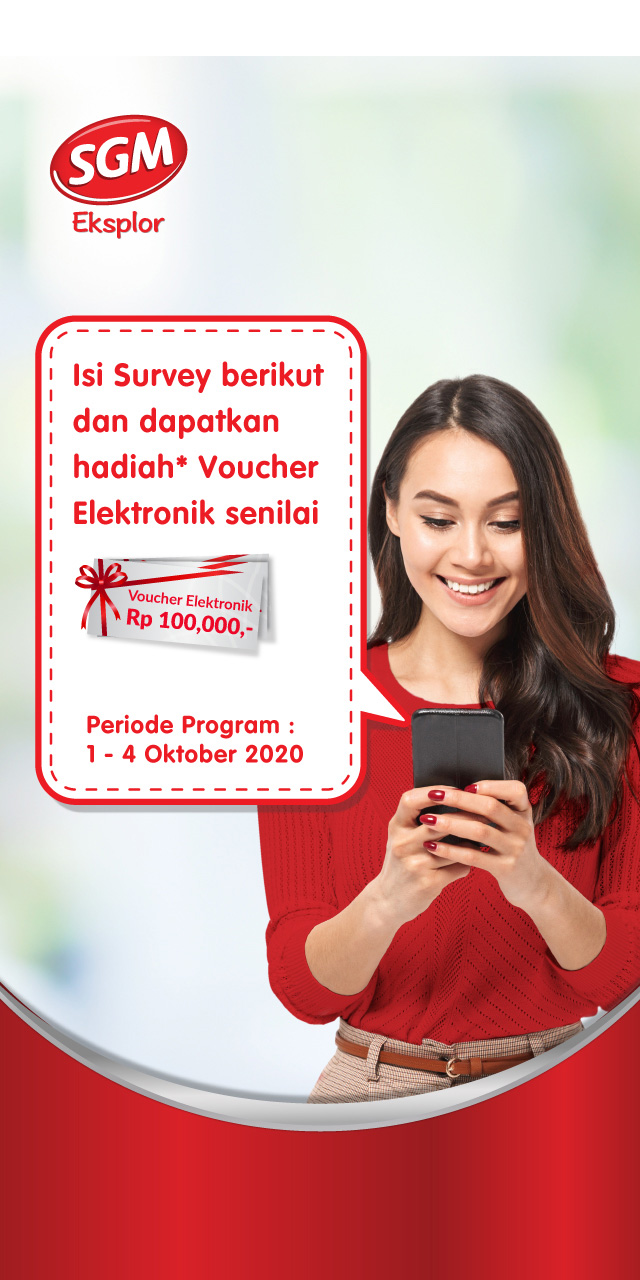 SGM
Eksplor
Isi Survey berikut
dan dapatkan
hadiah* Voucher
Elektronik senilai
Voucher Elektronik
Rp 100,000,-
Periode Program :
1 - 4 Oktober 2020